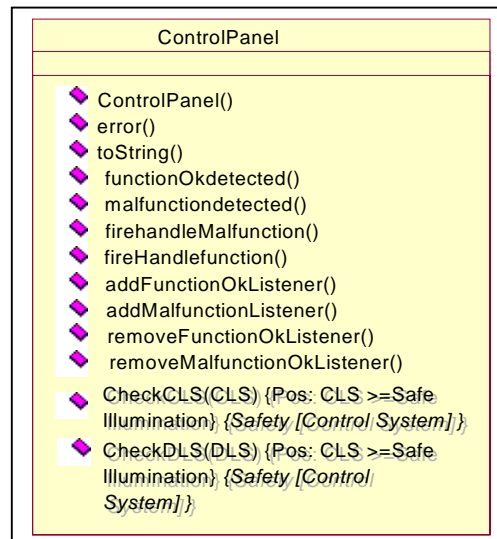 ControlPanel
ControlPanel()
error()
toString()
functionOkdetected()
malfunctiondetected()
firehandleMalfunction()
fireHandlefunction()
addFunctionOkListener()
addMalfunctionListener()
removeFunctionOkListener()
removeMalfunctionOkListener()
CheckCLS(CLS) {Pos: CLS >=Safe
Illumination} {Safety [Control System] }
CheckDLS(DLS) {Pos: CLS >=Safe
Illumination} {Safety [Control
System] }